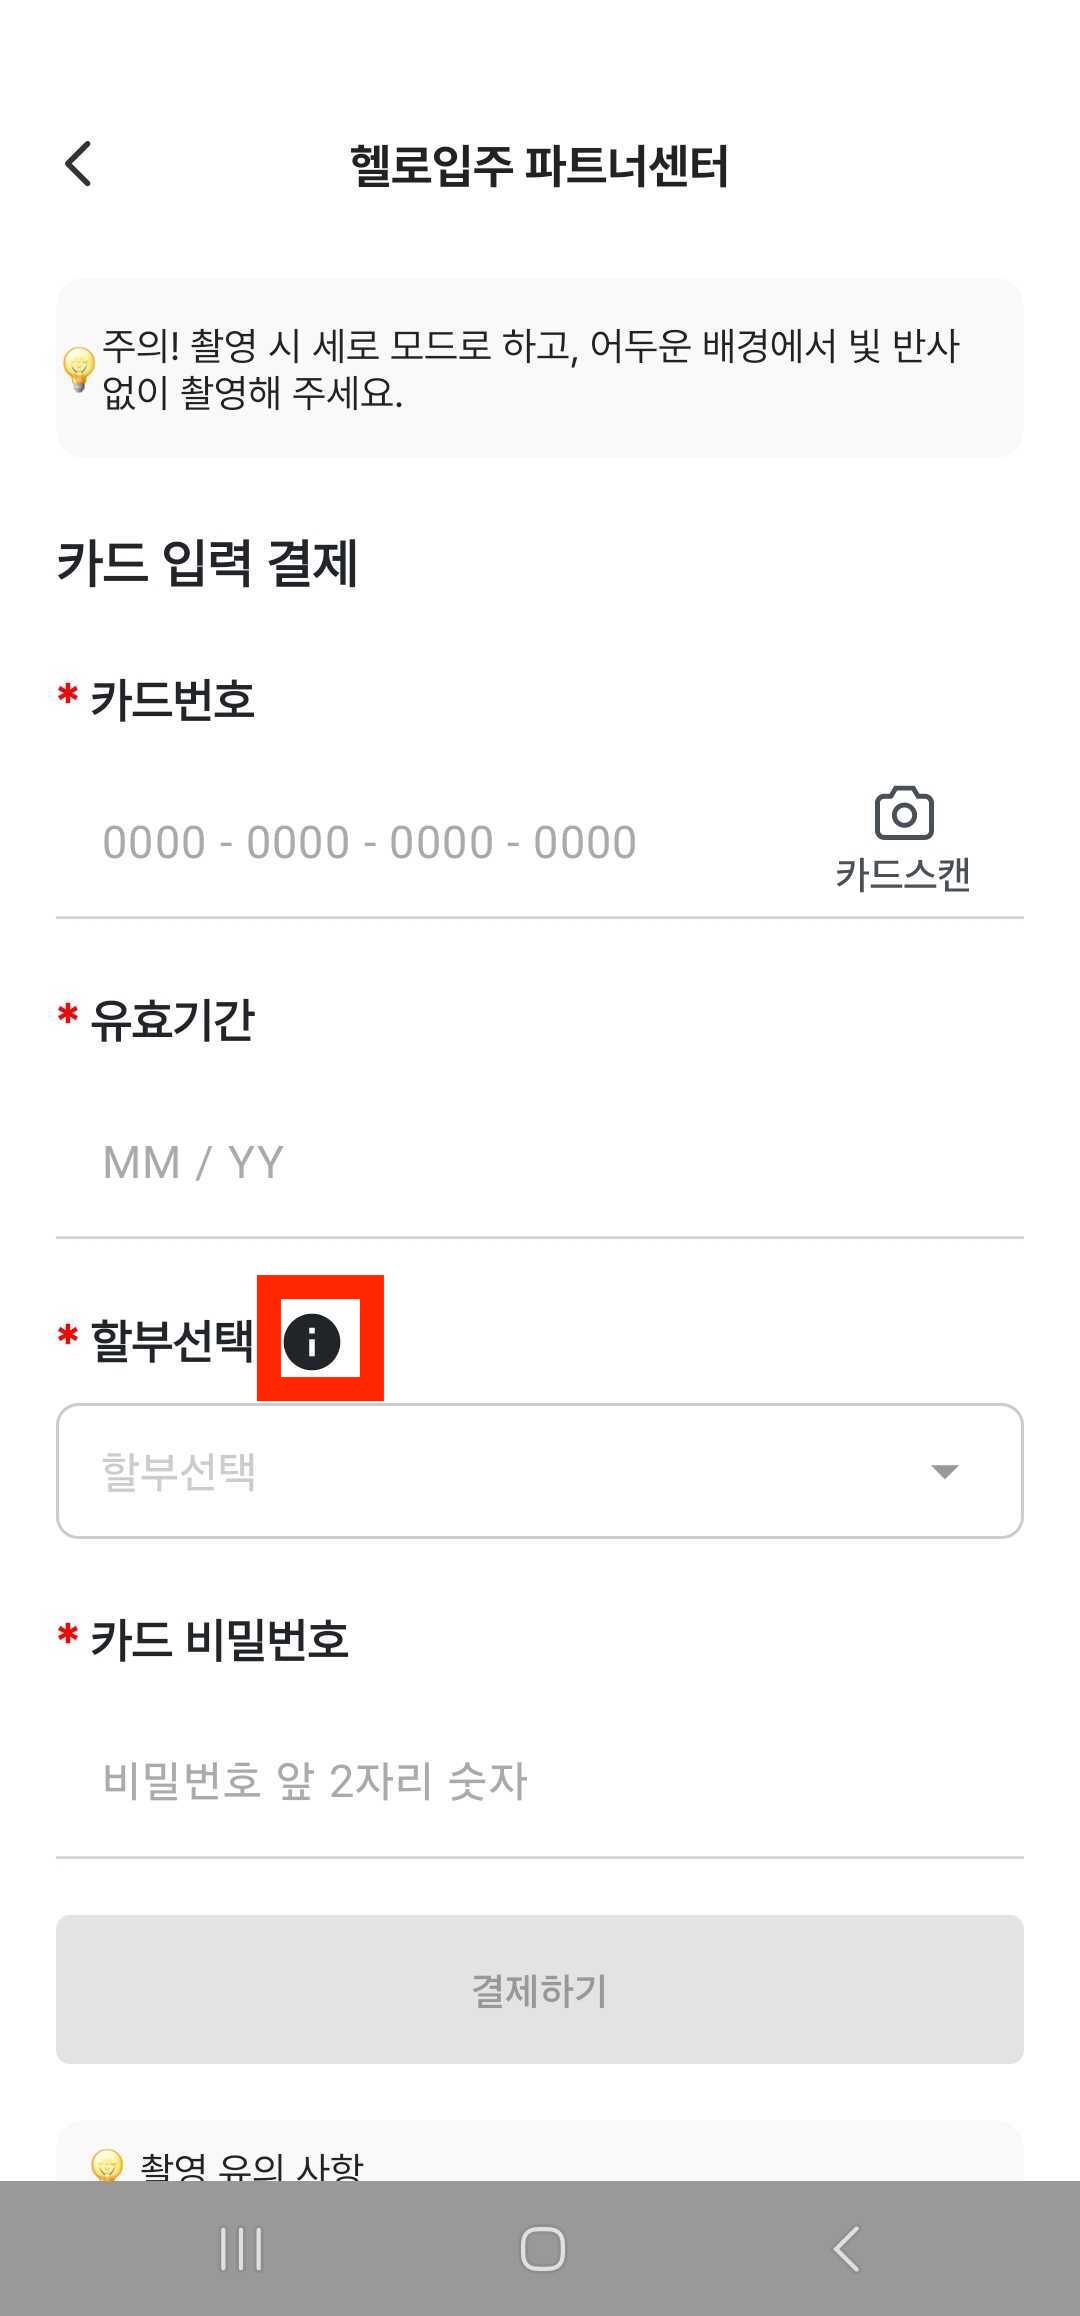 헬로입주 파트너센터
주의! 촬영 시 세로 모드로 하고, 어두운 배경에서 빛 반사
없이 촬영해 주세요.
카드 입력 결제
* 카드번호
0000 - 0000 - 0000 - 0000
카드스캔
* 유효기간
MM / YY
* 할부선택
할부선택
* 카드 비밀번호
비밀번호 앞 2자리 숫자
결제하기
촬영 유의 사항